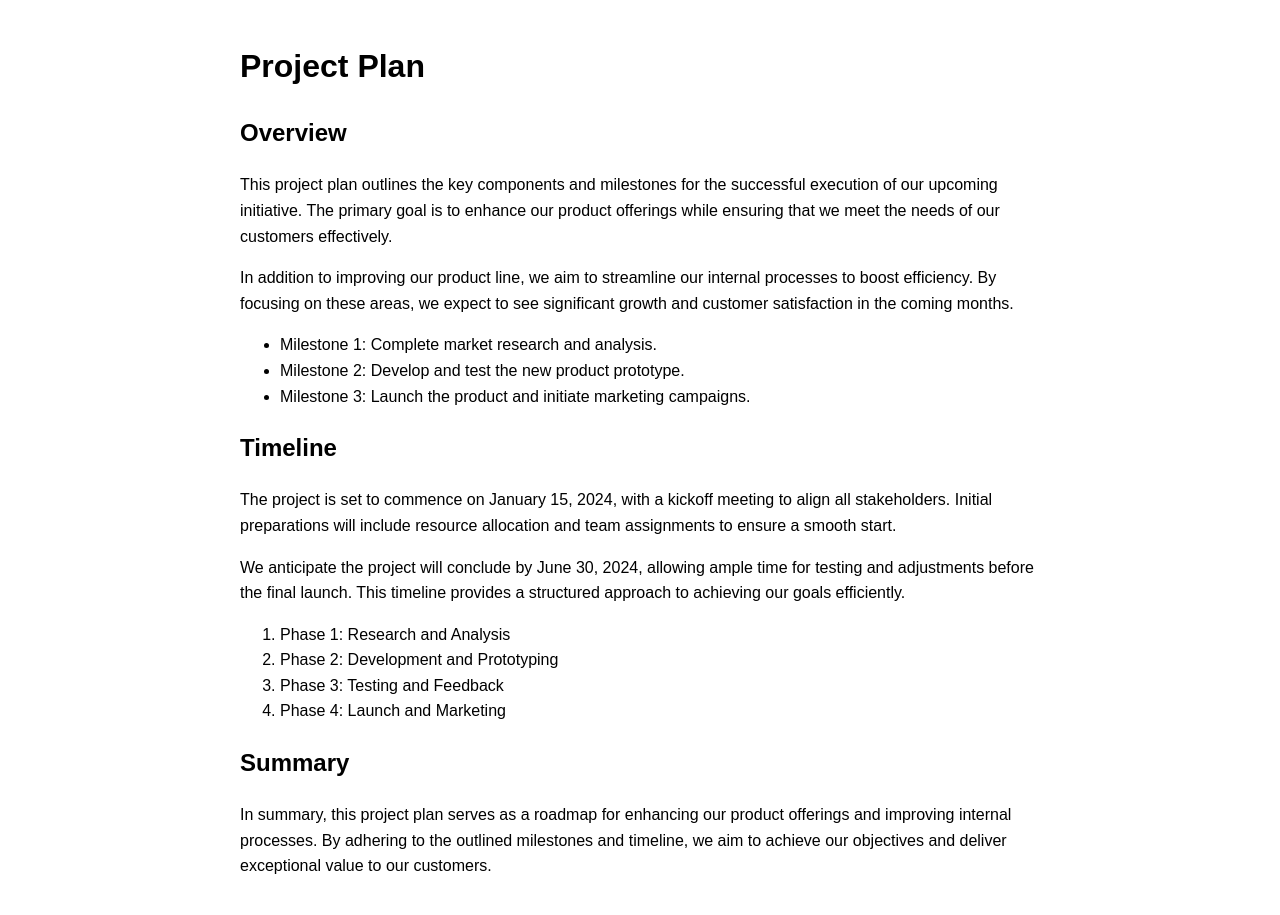 Project Plan
Overview
This project plan outlines the key components and milestones for the successful execution of our upcoming
initiative. The primary goal is to enhance our product offerings while ensuring that we meet the needs of our
customers effectively.
In addition to improving our product line, we aim to streamline our internal processes to boost efficiency. By
focusing on these areas, we expect to see significant growth and customer satisfaction in the coming months.
• Milestone 1: Complete market research and analysis.
• Milestone 2: Develop and test the new product prototype.
• Milestone 3: Launch the product and initiate marketing campaigns.
Timeline
The project is set to commence on January 15, 2024, with a kickoff meeting to align all stakeholders. Initial
preparations will include resource allocation and team assignments to ensure a smooth start.
We anticipate the project will conclude by June 30, 2024, allowing ample time for testing and adjustments before
the final launch. This timeline provides a structured approach to achieving our goals efficiently.
1. Phase 1: Research and Analysis
2. Phase 2: Development and Prototyping
3. Phase 3: Testing and Feedback
4. Phase 4: Launch and Marketing
Summary
In summary, this project plan serves as a roadmap for enhancing our product offerings and improving internal
processes. By adhering to the outlined milestones and timeline, we aim to achieve our objectives and deliver
exceptional value to our customers.